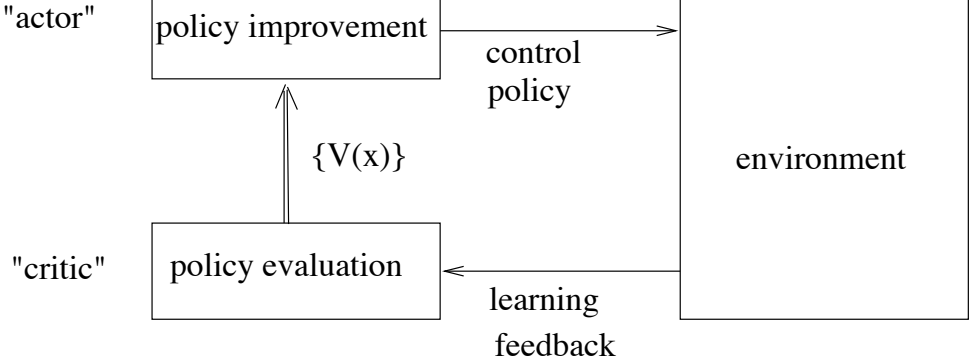 "actor"
policy improvement
control
policy
{V(x)}
environment
"critic"
policy evaluation
learning
feedback